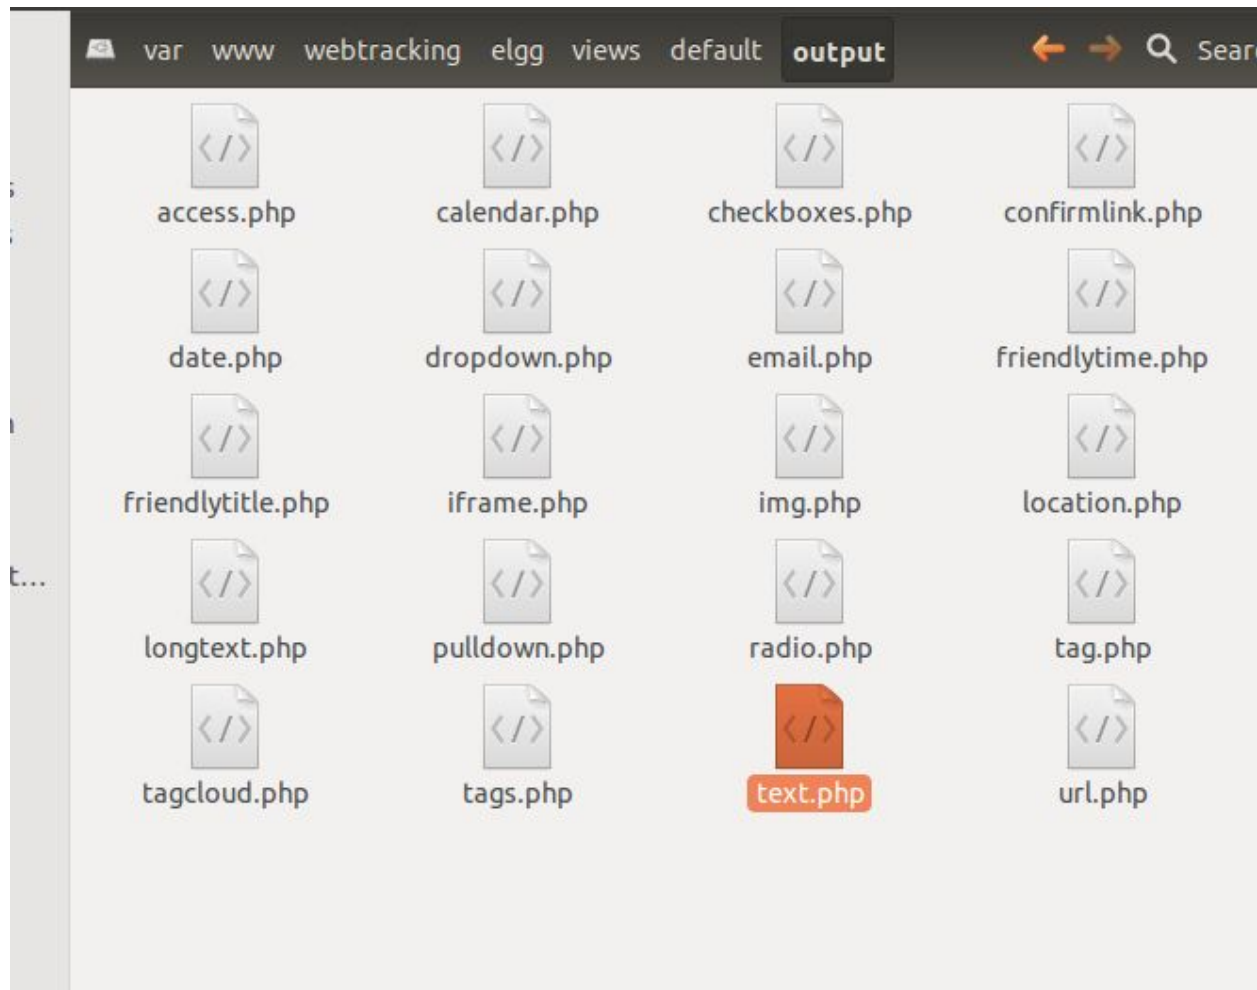 var www webtracking elgg views default output Sear
access.php calendar.php checkboxes.php confirmlink.php
date.php dropdown.php email.php friendlytime.php
friendlytitle.php iframe.php img.php location.php
t...
longtext.php pulldown.php radio.php tag.php
tagcloud.php tags.php text.php url.php